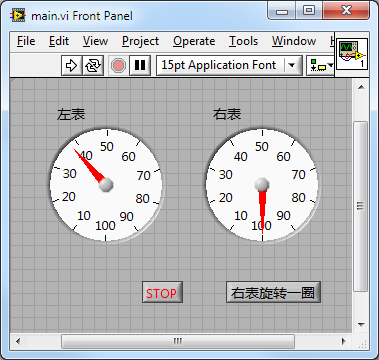 main.vi Front Panel
File Edit View Project Operate Tools Window H
15pt Application Font
1
左表 右表
10 20 30 40 50 60 70 80 90 100
10 20 30 40 50 60 70 80 90 100
STOP 右表旋转一圈